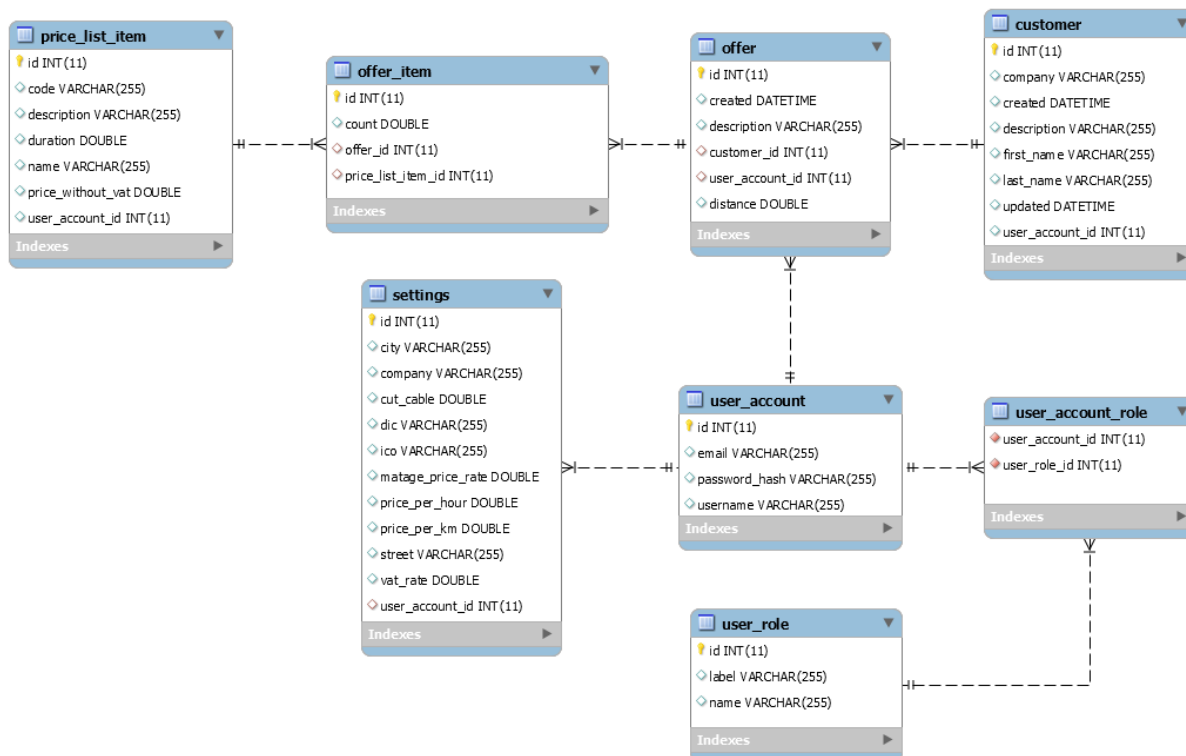 price_list_item
id INT(11)
code VARCHAR(255)
description VARCHAR(255)
duration DOUBLE
name VARCHAR(255)
price_without_vat DOUBLE
user_account_id INT(11)
Indexes
offer_item
id INT(11)
count DOUBLE
offer_id INT(11)
price_list_item_id INT(11)
Indexes
offer
id INT(11)
created DATETIME
description VARCHAR(255)
customer_id INT(11)
user_account_id INT(11)
distance DOUBLE
Indexes
customer
id INT(11)
company VARCHAR(255)
created DATETIME
description VARCHAR(255)
first_name VARCHAR(255)
last_name VARCHAR(255)
updated DATETIME
user_account_id INT(11)
Indexes
settings
id INT(11)
city VARCHAR(255)
company VARCHAR(255)
cut_cable DOUBLE
dic VARCHAR(255)
ico VARCHAR(255)
matage_price_rate DOUBLE
price_per_hour DOUBLE
price_per_km DOUBLE
street VARCHAR(255)
vat_rate DOUBLE
user_account_id INT(11)
Indexes
user_account
id INT(11)
email VARCHAR(255)
password_hash VARCHAR(255)
username VARCHAR(255)
Indexes
user_account_role
user_account_id INT(11)
user_role_id INT(11)
Indexes
user_role
id INT(11)
label VARCHAR(255)
name VARCHAR(255)
Indexes